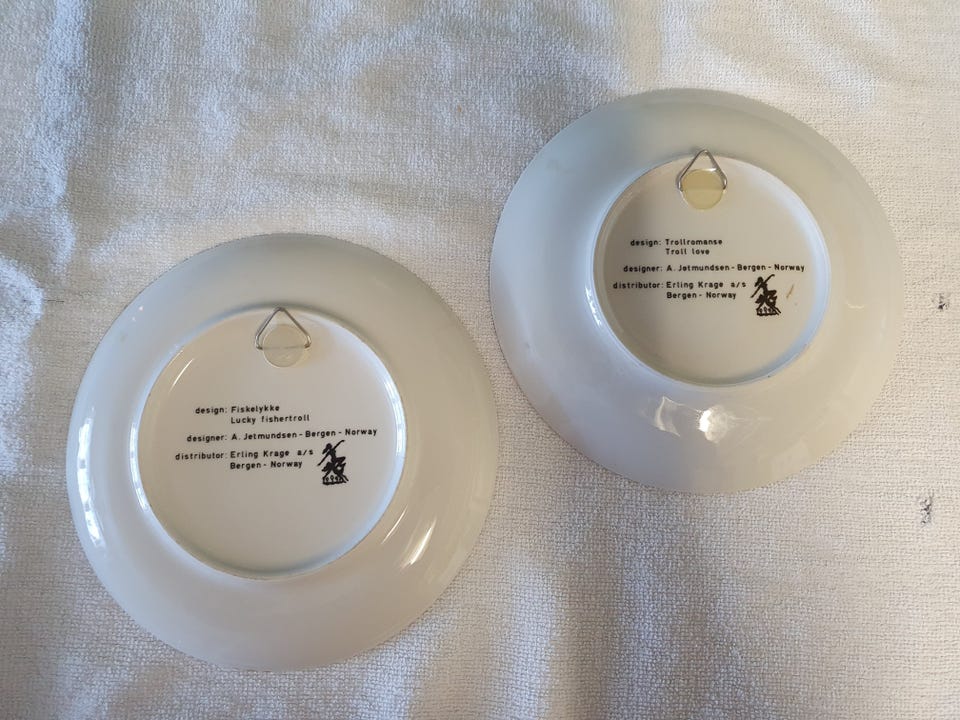 design: Fiskelykke
Lucky fishertroll
designer: A. Jetmundsen - Bergen - Norway
distributor: Erling Krage a/s
Bergen - Norway
design: Trollromanse
Troll love
designer: A. Jetmundsen - Bergen - Norway
distributor: Erling Krage a/s
Bergen - Norway